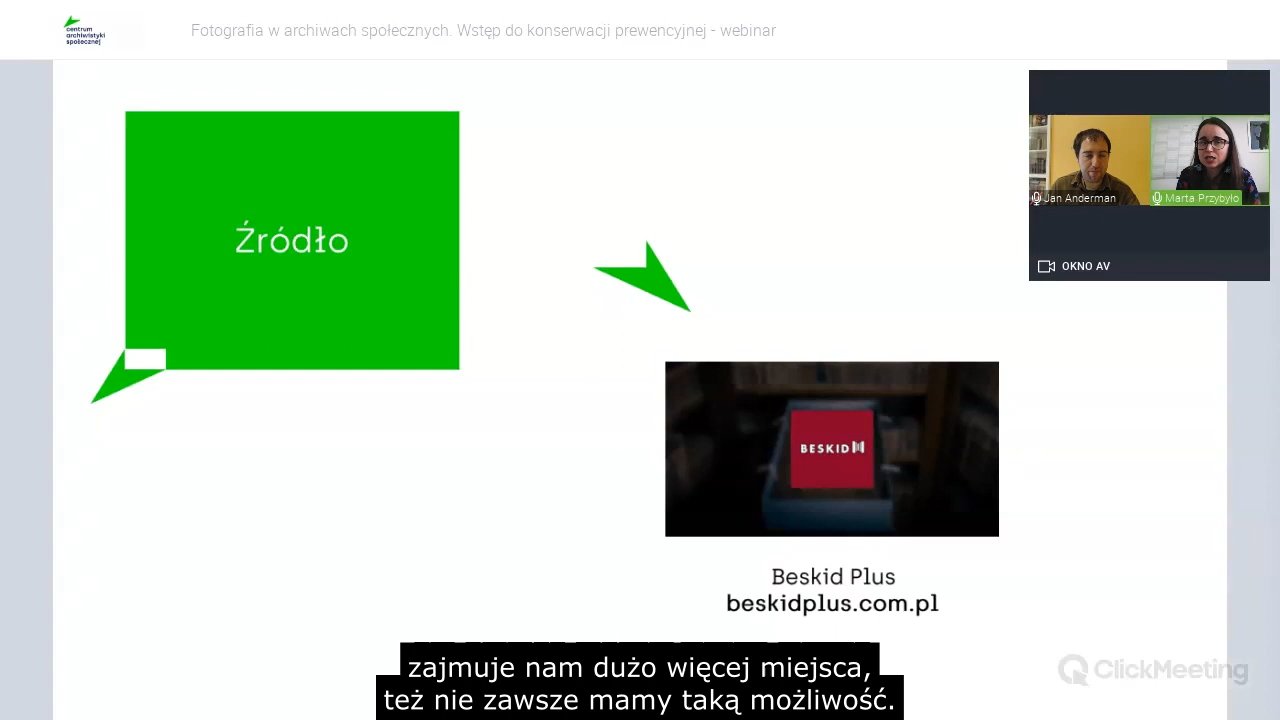 centrum
archiwistyki
społecznej
Fotografia w archiwach społecznych. Wstęp do konserwacji prewencyjnej - webinar
Źródło
Jan Anderman
Marta Przybyło
OKNO AV
BESKID
Beskid Plus
beskidplus.com.pl
zajmuje nam dużo więcej miejsca,
też nie zawsze mamy taką możliwość.
ClickMeeting